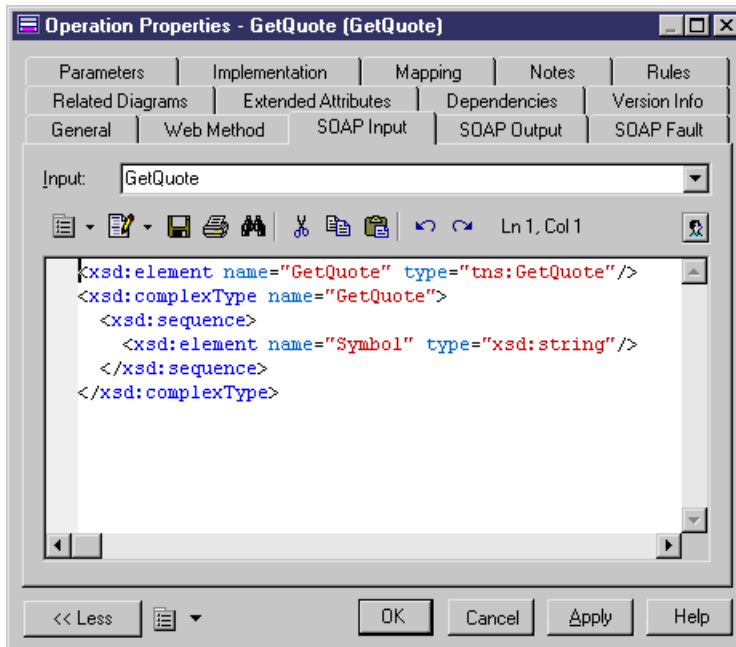 Operation Properties - GetQuote (GetQuote)
Parameters Implementation Mapping Notes Rules
Related Diagrams Extended Attributes Dependencies Version Info
General Web Method SOAP Input SOAP Output SOAP Fault
Input: GetQuote
Ln 1, Col 1
<xsd:element name="GetQuote" type="tns:GetQuote"/>
<xsd:complexType name="GetQuote">
<xsd:sequence>
<xsd:element name="Symbol" type="xsd:string"/>
</xsd:sequence>
</xsd:complexType>
<< Less OK Cancel Apply Help